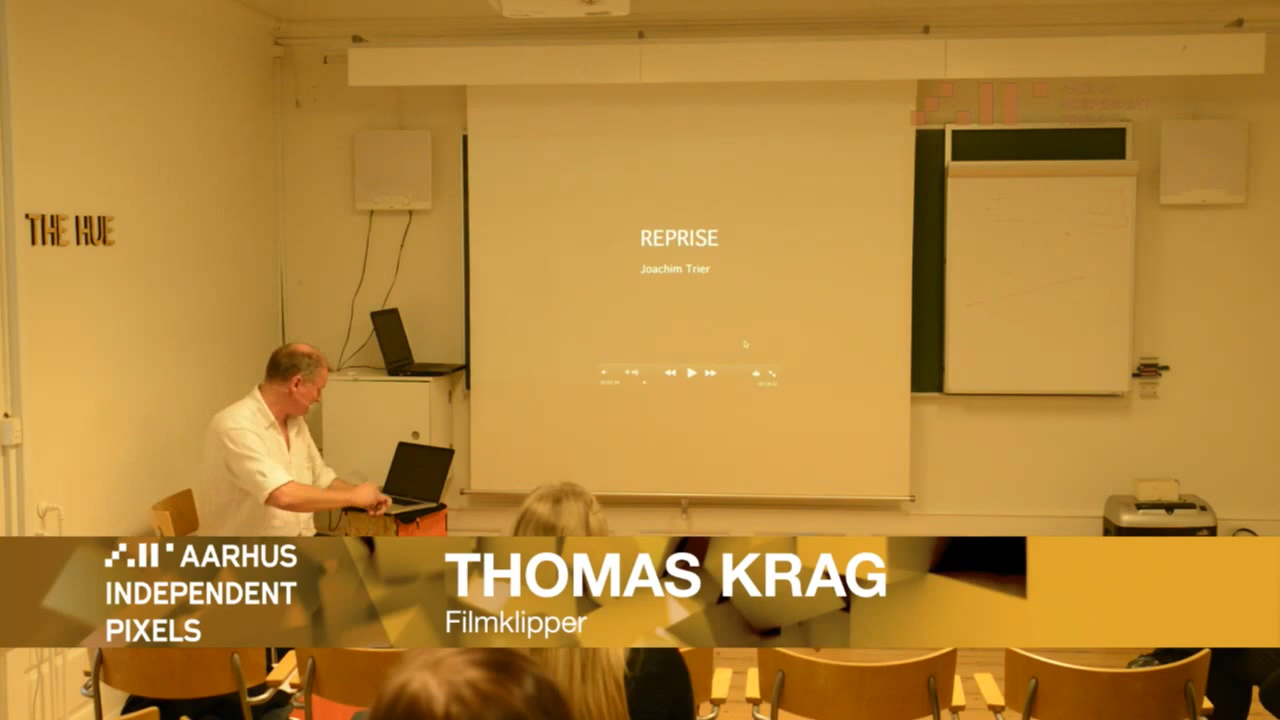 THE HUE
REPRISE
Joachim Trier
AARHUS
INDEPENDENT
PIXELS
THOMAS KRAG
Filmklipper